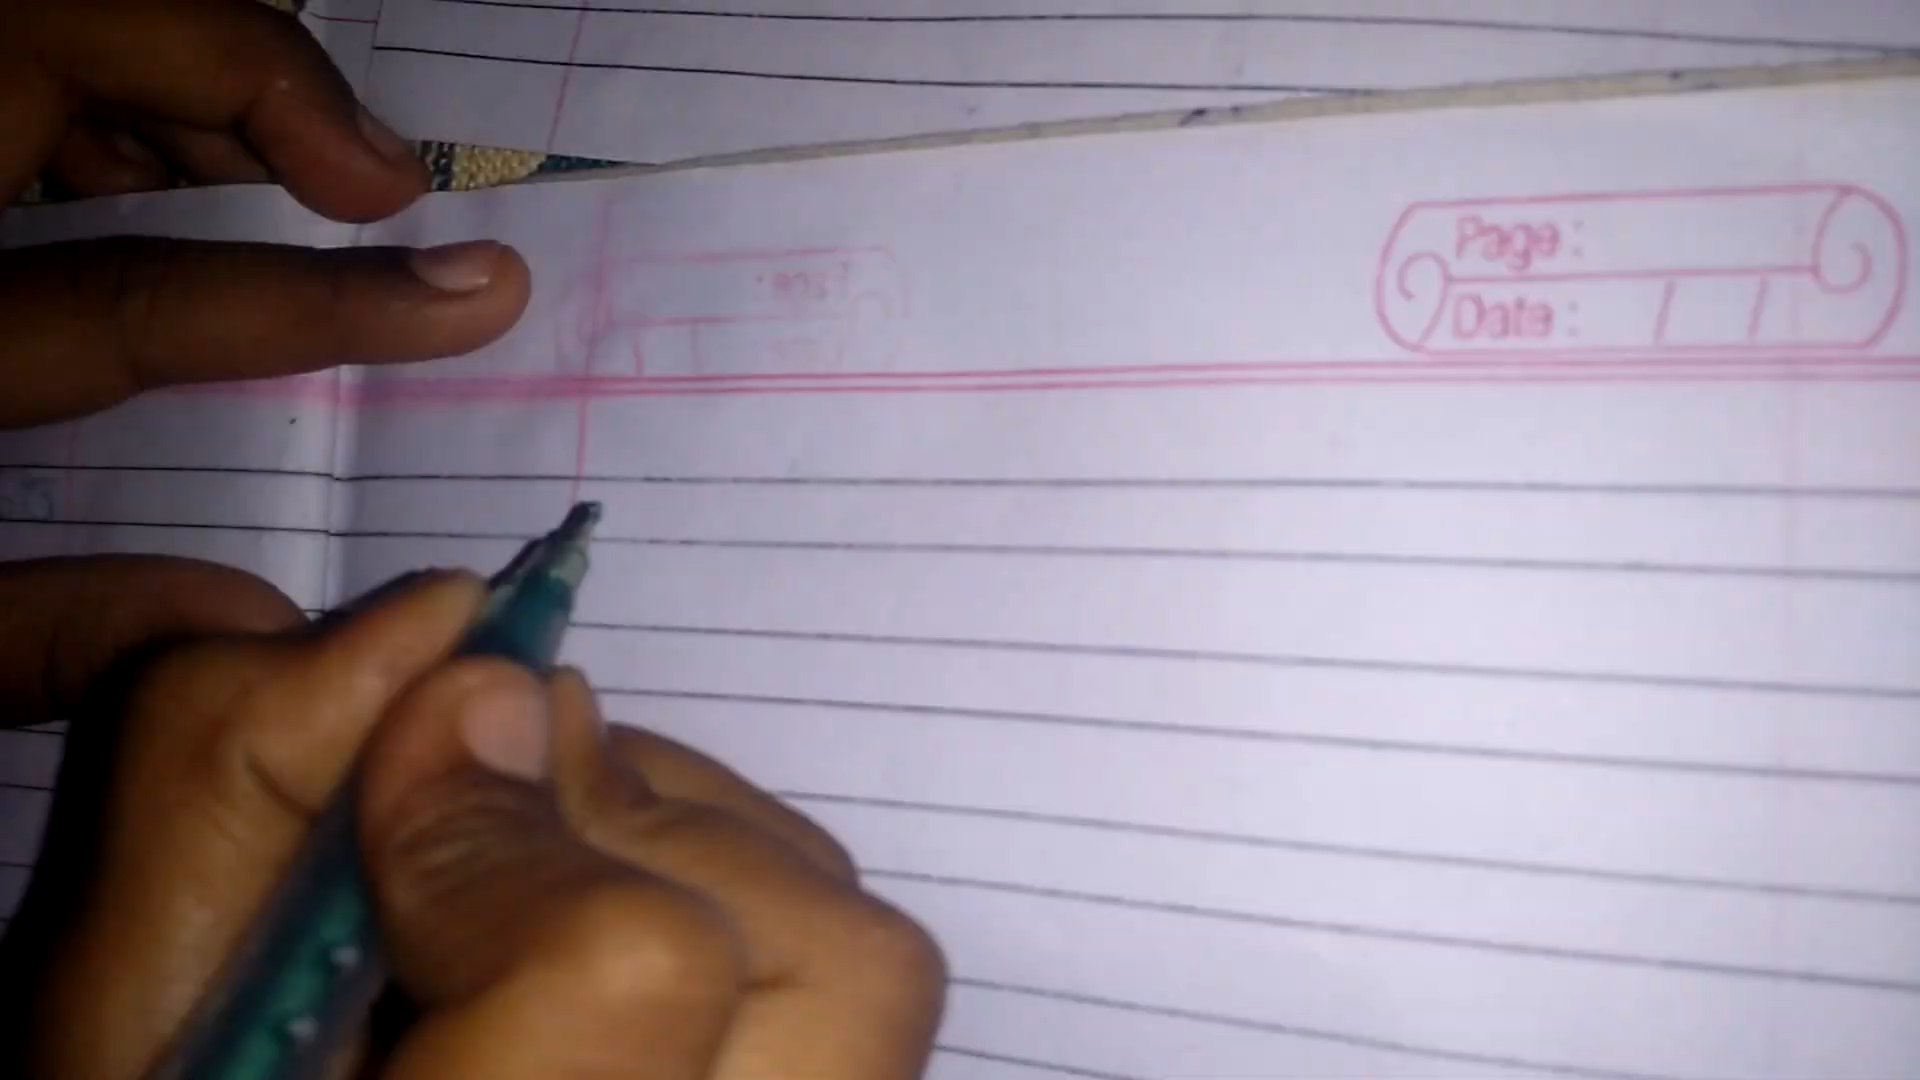 Page :
Date : / /